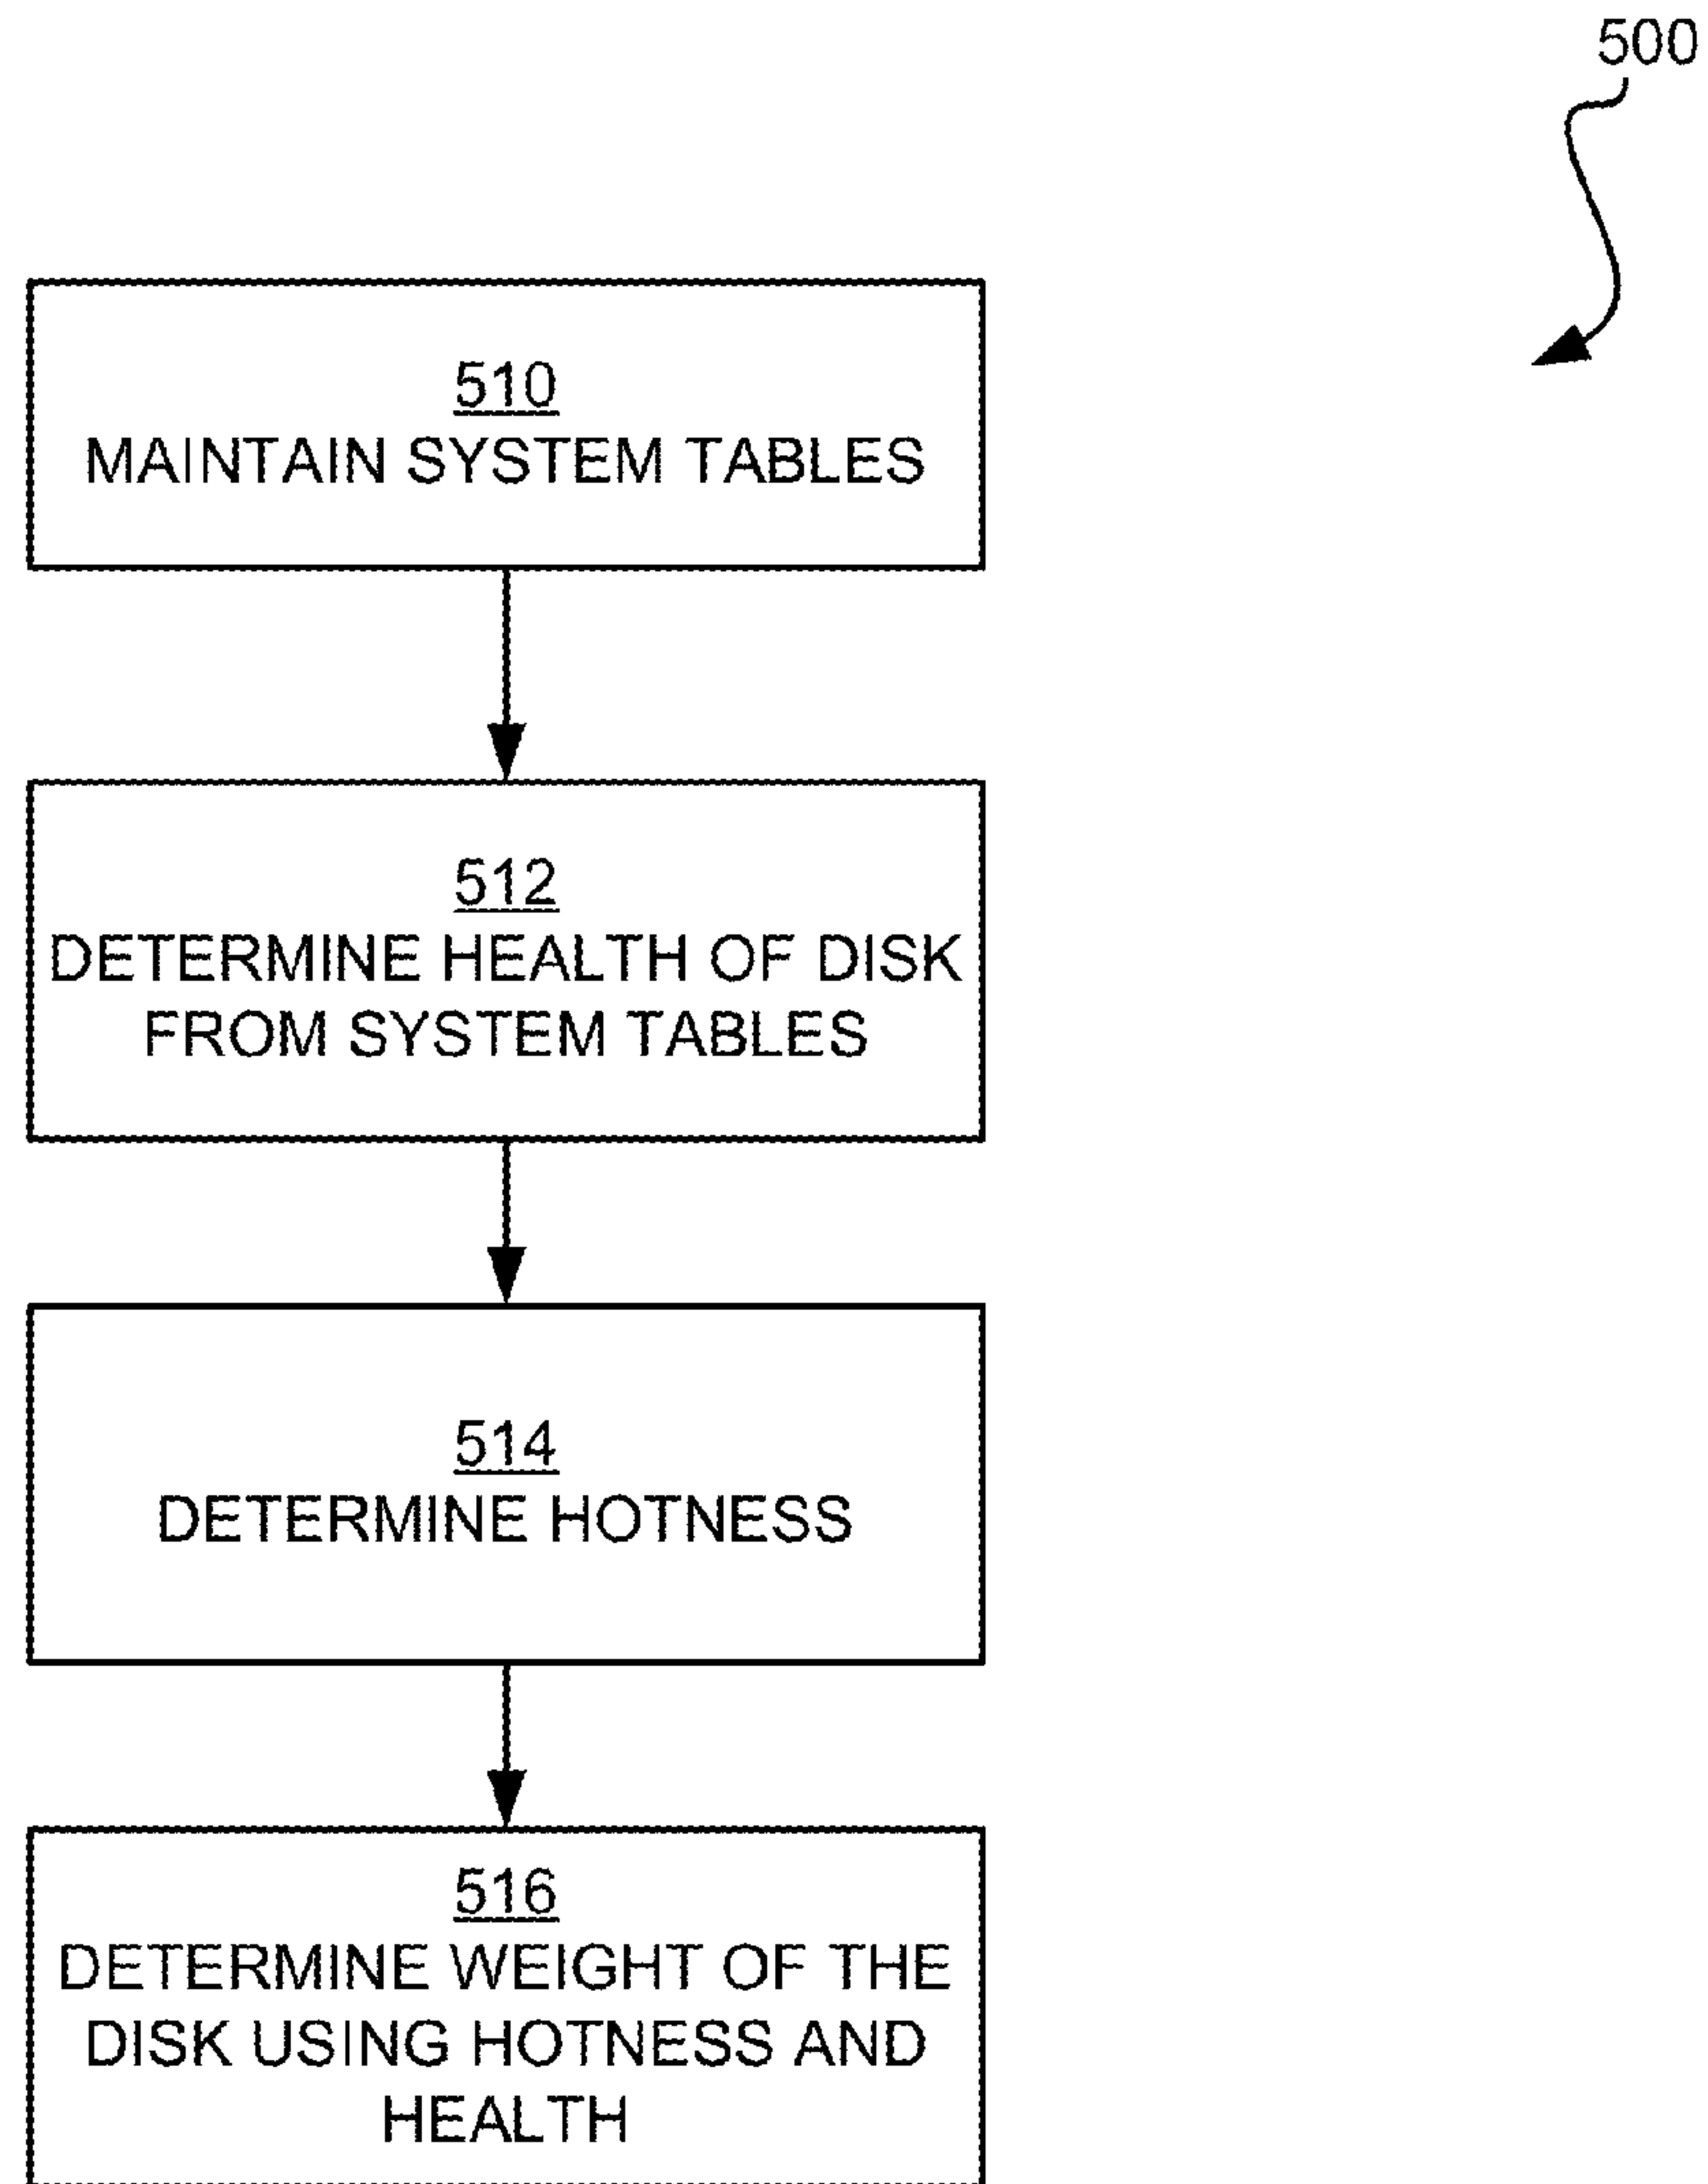 500
510
MAINTAIN SYSTEM TABLES
512
DETERMINE HEALTH OF DISK
FROM SYSTEM TABLES
514
DETERMINE HOTNESS
516
DETERMINE WEIGHT OF THE
DISK USING HOTNESS AND
HEALTH